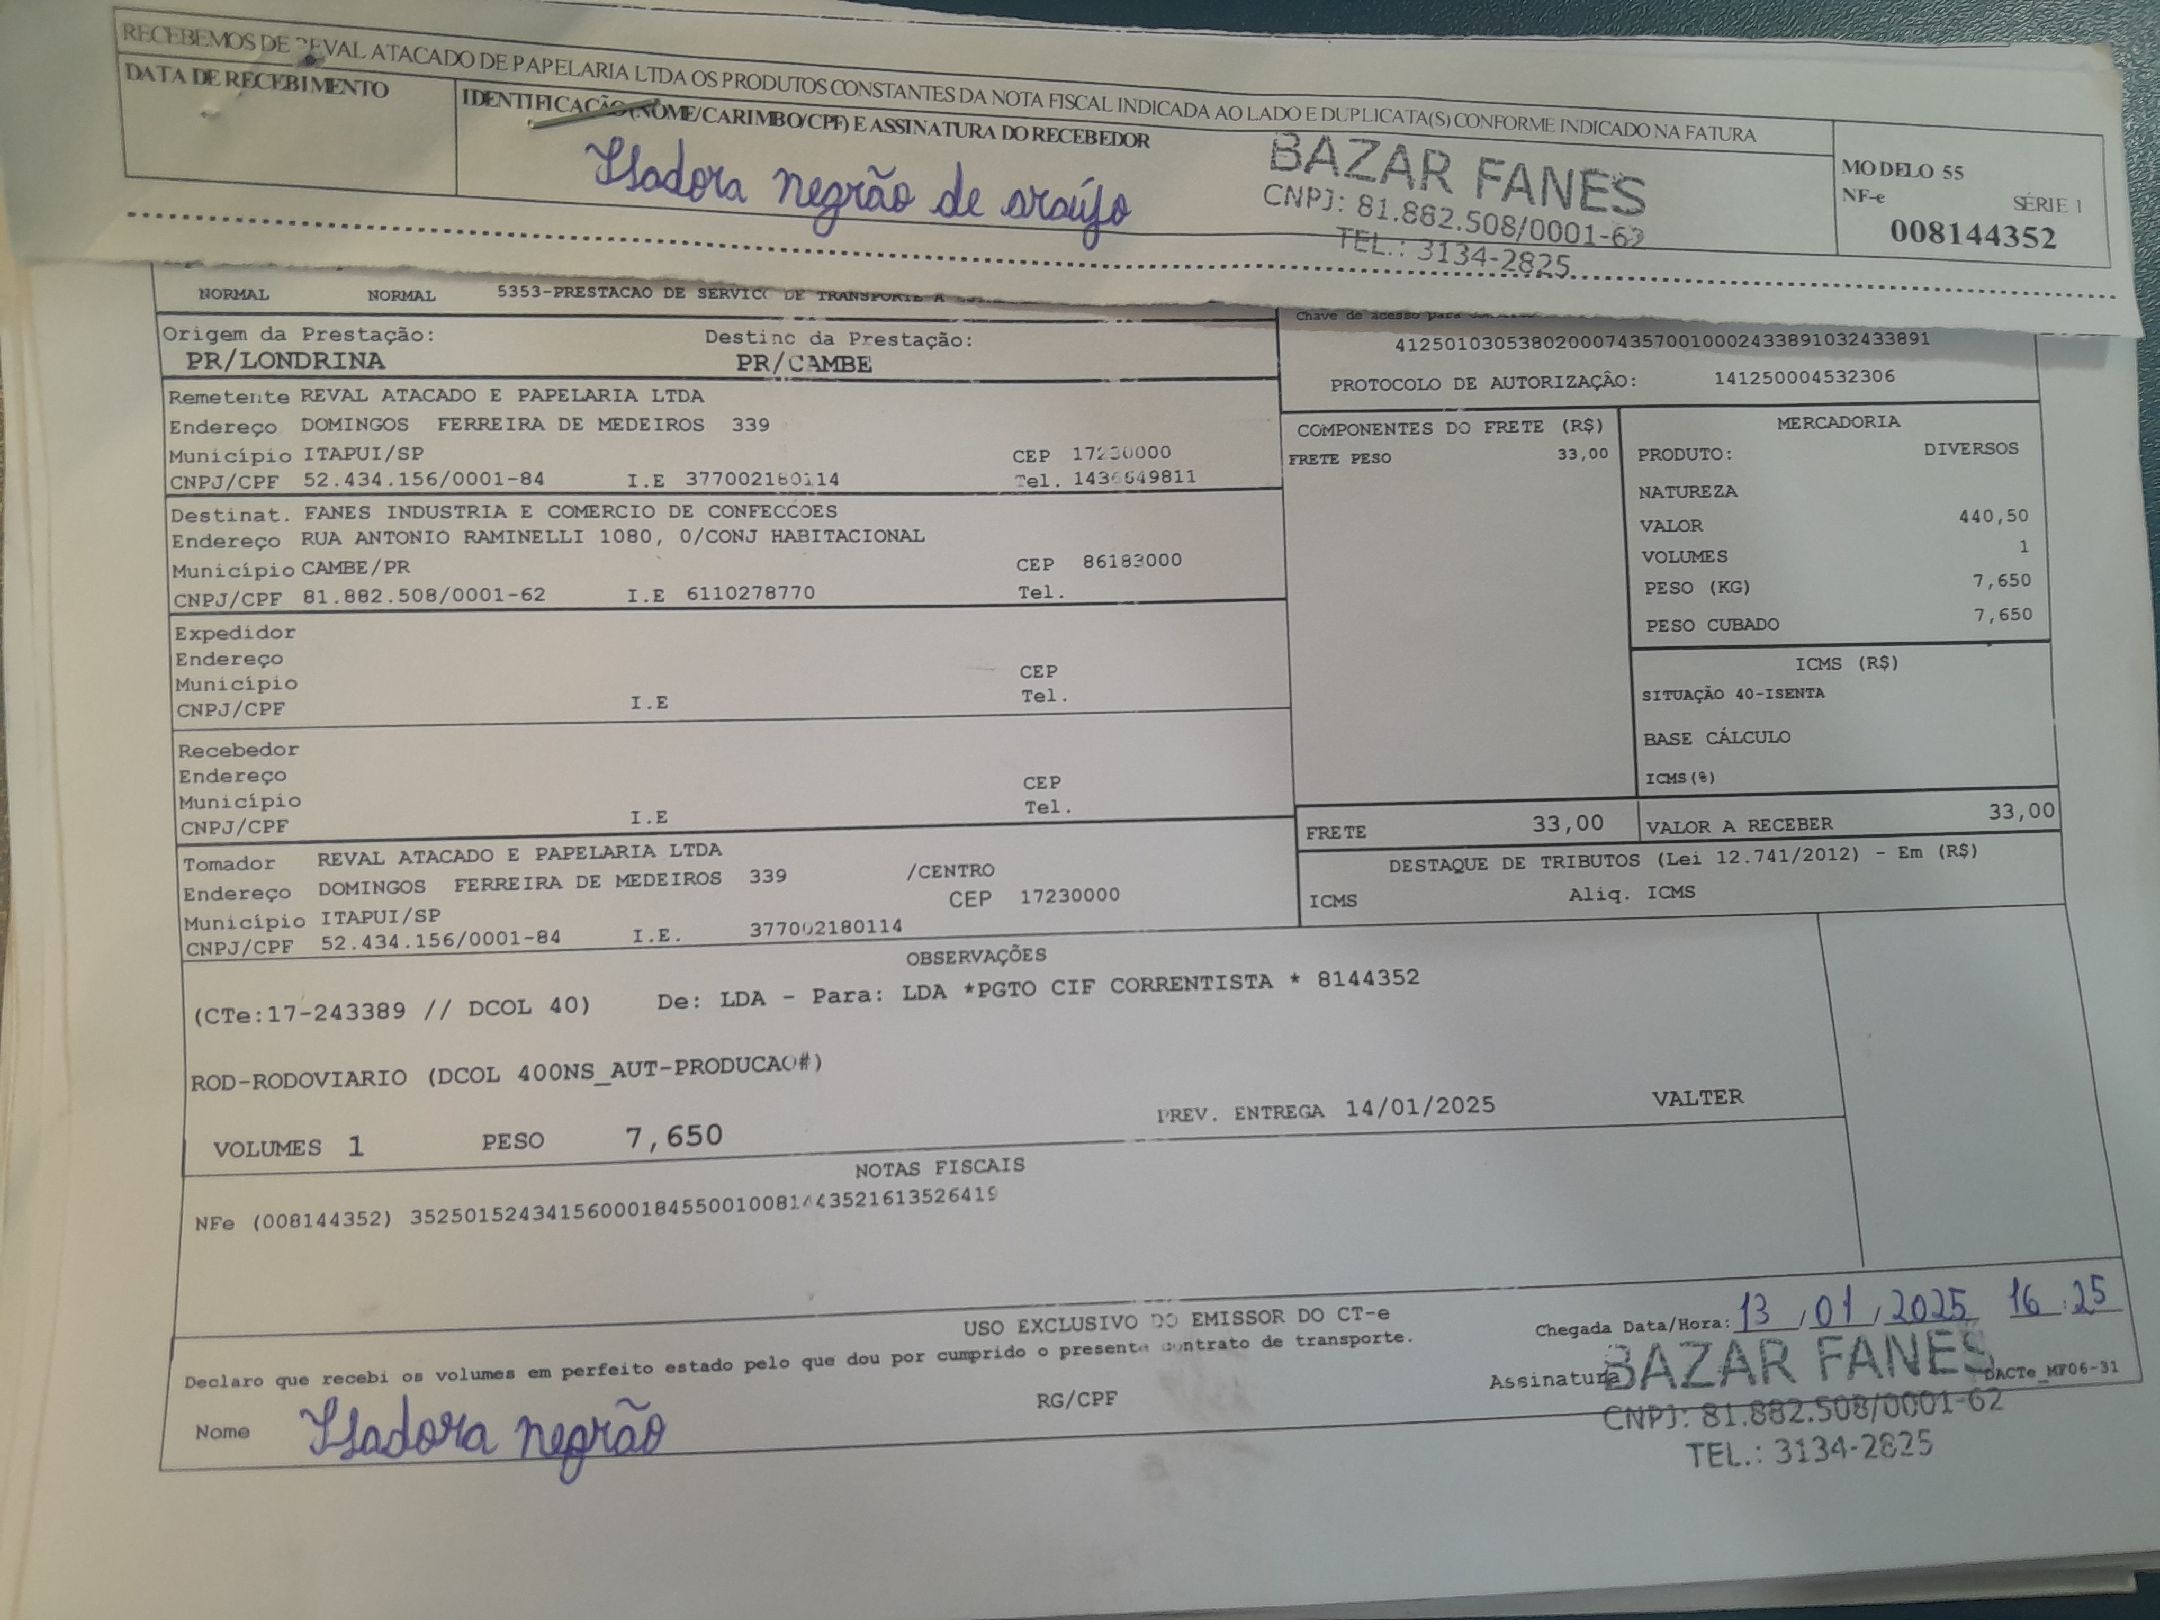 RECEBEMOS DE REVAL ATACADO DE PAPELARIA LTDA OS PRODUTOS CONSTANTES DA NOTA FISCAL INDICADA AO LADO E DUPLICATA(S) CONFORME INDICADO NA FATURA
DATA DE RECEBIMENTO
IDENTIFICAÇÃO (NOME/CARIMBO/CPF) E ASSINATURA DO RECEBEDOR
Isadora negrão de araújo
BAZAR FANES
CNPJ: 81.882.508/0001-62
TEL.: 3134-2825
MODELO 55
NF-e SÉRIE 1
008144352
NORMAL NORMAL 5353-PRESTACAO DE SERVIC DE TRANSPORTE A
Origem da Prestação: Destino da Prestação:
PR/LONDRINA PR/CAMBE
Chave de acesso para
41250103053802000743570010002433891032433891
PROTOCOLO DE AUTORIZAÇÃO: 141250004532306
Remetente REVAL ATACADO E PAPELARIA LTDA
Endereço DOMINGOS FERREIRA DE MEDEIROS 339
Município ITAPUI/SP CEP 17230000
CNPJ/CPF 52.434.156/0001-84 I.E 377002180114 Tel. 1436649811
Destinat. FANES INDUSTRIA E COMERCIO DE CONFECCOES
Endereço RUA ANTONIO RAMINELLI 1080, 0/CONJ HABITACIONAL
Município CAMBE/PR CEP 86183000
CNPJ/CPF 81.882.508/0001-62 I.E 6110278770 Tel.
Expedidor
Endereço
Município CEP
CNPJ/CPF I.E Tel.
Recebedor
Endereço
Município CEP
CNPJ/CPF I.E Tel.
Tomador REVAL ATACADO E PAPELARIA LTDA
Endereço DOMINGOS FERREIRA DE MEDEIROS 339 /CENTRO
Município ITAPUI/SP CEP 17230000
CNPJ/CPF 52.434.156/0001-84 I.E. 377002180114
COMPONENTES DO FRETE (R$)
FRETE PESO 33,00
MERCADORIA
PRODUTO: DIVERSOS
NATUREZA
VALOR 440,50
VOLUMES 1
PESO (KG) 7,650
PESO CUBADO 7,650
ICMS (R$)
SITUAÇÃO 40-ISENTA
BASE CÁLCULO
ICMS(%)
FRETE 33,00 VALOR A RECEBER 33,00
DESTAQUE DE TRIBUTOS (Lei 12.741/2012) - Em (R$)
ICMS Aliq. ICMS
OBSERVAÇÕES
(CTe:17-243389 // DCOL 40) De: LDA - Para: LDA *PGTO CIF CORRENTISTA * 8144352
ROD-RODOVIARIO (DCOL 400NS_AUT-PRODUCAO#)
VOLUMES 1 PESO 7,650 PREV. ENTREGA 14/01/2025 VALTER
NOTAS FISCAIS
NFe (008144352) 35250152434156000184550010081443521613526419
USO EXCLUSIVO DO EMISSOR DO CT-e
Declaro que recebi os volumes em perfeito estado pelo que dou por cumprido o presente contrato de transporte.
Chegada Data/Hora: 13/01/2025 16:25
Nome Isadora negrão RG/CPF Assinatura
BAZAR FANES
DACTe_MF06-31
CNPJ: 81.882.508/0001-62
TEL.: 3134-2825